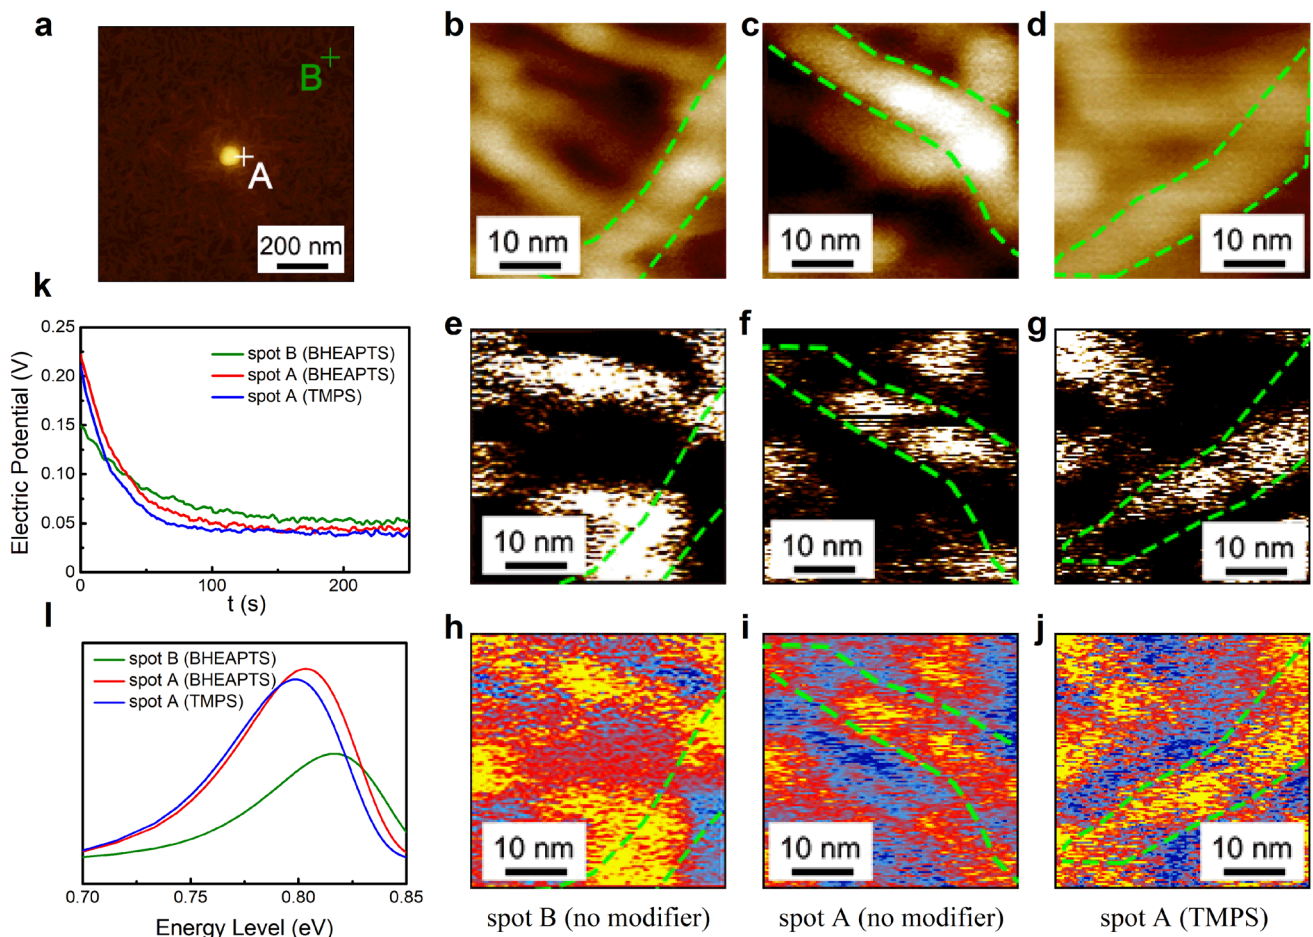 a
B
A
200 nm
b
10 nm
c
10 nm
d
10 nm
k
0.25
0.20
0.15
0.10
0.05
0
Electric Potential (V)
spot B (BHEAPTS)
spot A (BHEAPTS)
spot A (TMPS)
0
100
200
t (s)
e
10 nm
f
10 nm
g
10 nm
l
spot B (BHEAPTS)
spot A (BHEAPTS)
spot A (TMPS)
0.70
0.75
0.80
0.85
Energy Level (eV)
h
10 nm
i
10 nm
j
10 nm
spot B (no modifier)
spot A (no modifier)
spot A (TMPS)